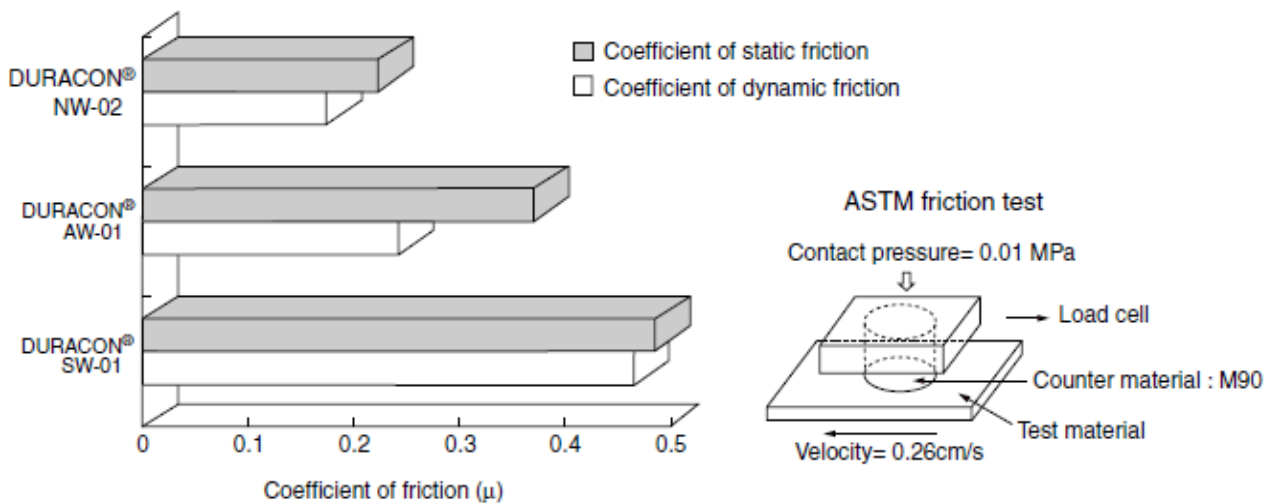 DURACON®
NW-02
DURACON®
AW-01
DURACON®
SW-01
0 0.1 0.2 0.3 0.4 0.5
Coefficient of friction (μ)
Coefficient of static friction
Coefficient of dynamic friction
ASTM friction test
Contact pressure= 0.01 MPa
Load cell
Counter material : M90
Test material
Velocity= 0.26cm/s